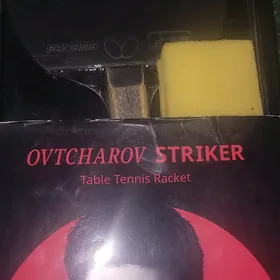 OVTCHAROV STRIKER
Table Tennis Racket